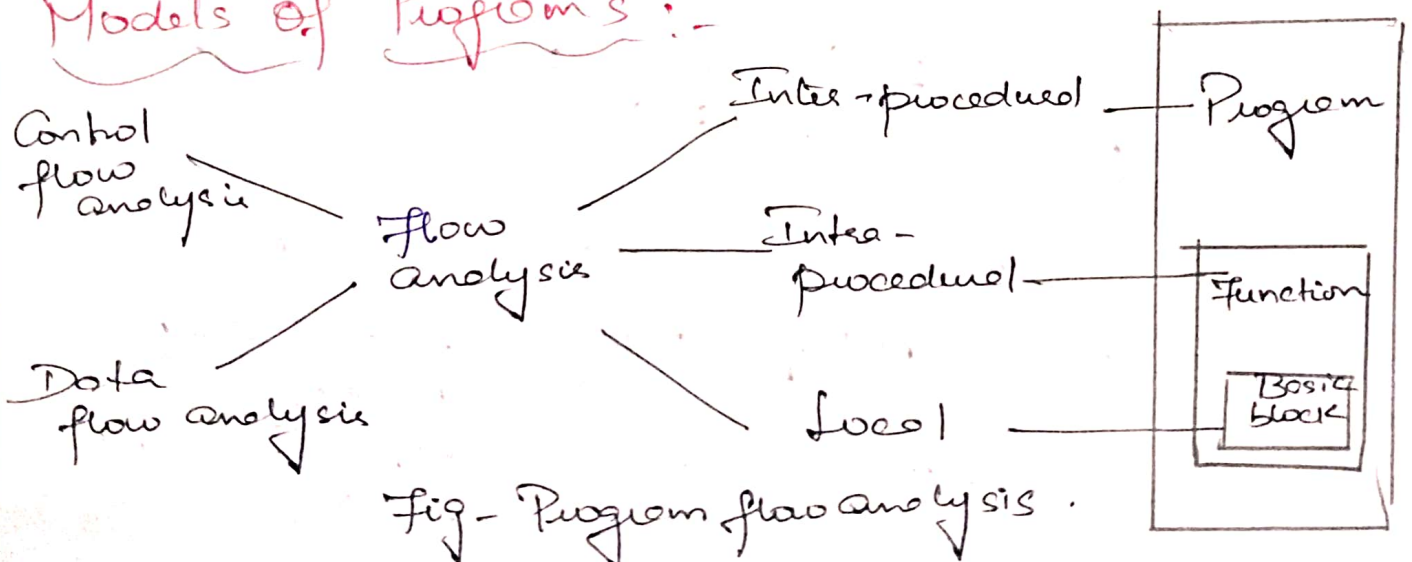 Models of Programs :-
Control
flow
analysis
Flow
analysis
Data
flow analysis
Inter-procedural
Intra-
procedural
Local
Program
Function
Basic
block
Fig- Program flow analysis.